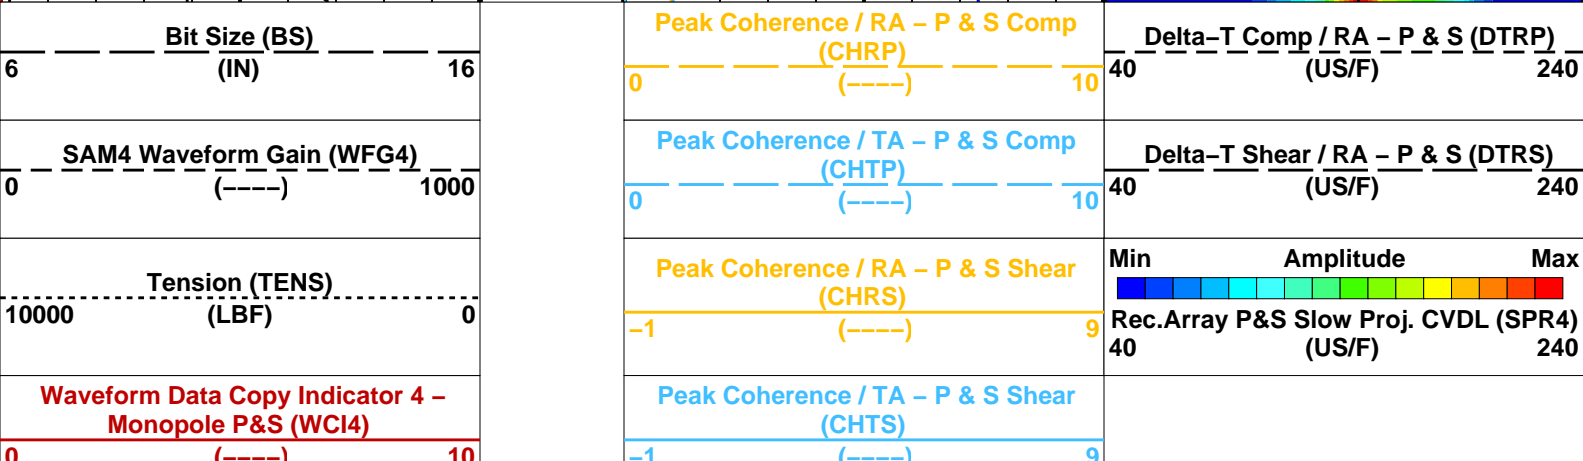 Bit Size (BS)
6 (IN) 16
SAM4 Waveform Gain (WFG4)
0 (----) 1000
Tension (TENS)
10000 (LBF) 0
Waveform Data Copy Indicator 4 –
Monopole P&S (WCI4)
0 (----) 10
Peak Coherence / RA – P & S Comp
(CHRP)
0 (----) 10
Peak Coherence / TA – P & S Comp
(CHTP)
0 (----) 10
Peak Coherence / RA – P & S Shear
(CHRS)
–1 (----) 9
Peak Coherence / TA – P & S Shear
(CHTS)
–1 (----) 9
Delta–T Comp / RA – P & S (DTRP)
40 (US/F) 240
Delta–T Shear / RA – P & S (DTRS)
40 (US/F) 240
Min Amplitude Max
Rec.Array P&S Slow Proj. CVDL (SPR4)
40 (US/F) 240